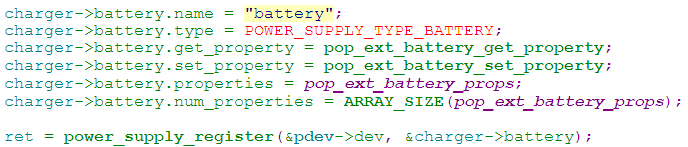 charger->battery.name = "battery";
charger->battery.type = POWER_SUPPLY_TYPE_BATTERY;
charger->battery.get_property = pop_ext_battery_get_property;
charger->battery.set_property = pop_ext_battery_set_property;
charger->battery.properties = pop_ext_battery_props;
charger->battery.num_properties = ARRAY_SIZE(pop_ext_battery_props);
ret = power_supply_register(&pdev->dev, &charger->battery);